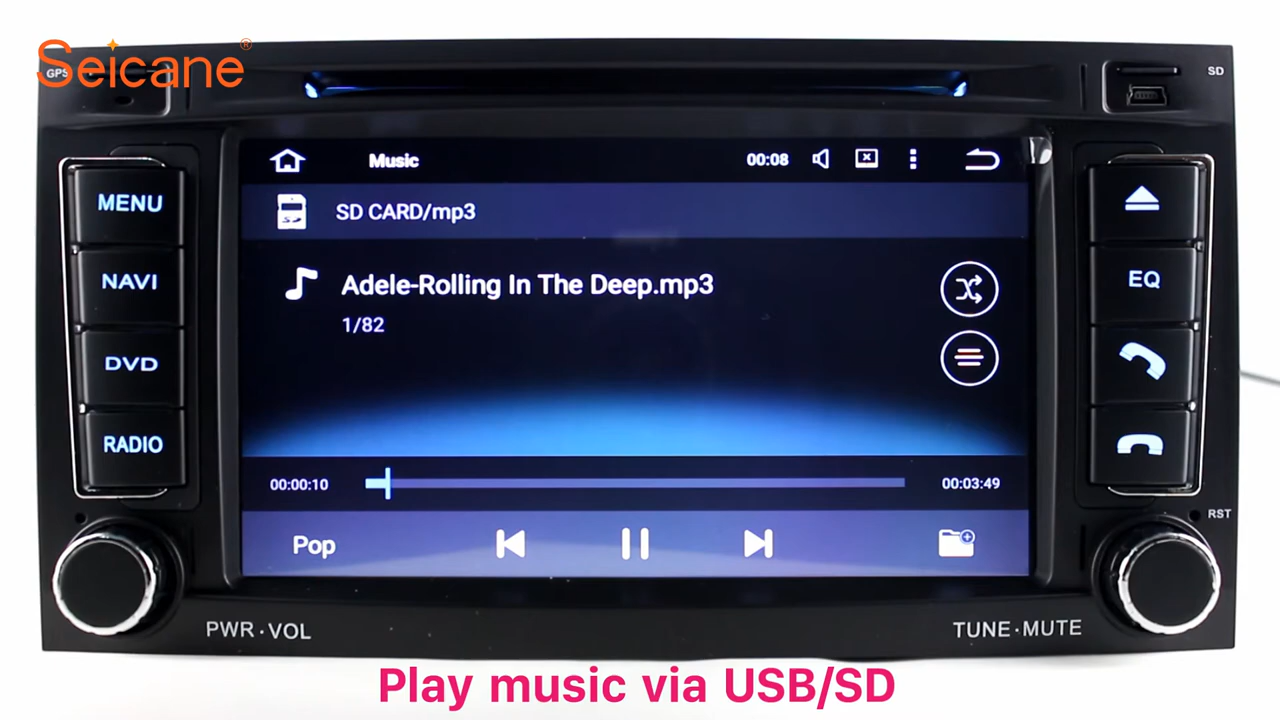 Seicane®
GPS
SD
Music
00:08
SD CARD/mp3
Adele-Rolling In The Deep.mp3
1/82
00:00:10
00:03:49
Pop
MENU
NAVI
DVD
RADIO
EQ
RST
PWR·VOL
TUNE·MUTE
Play music via USB/SD